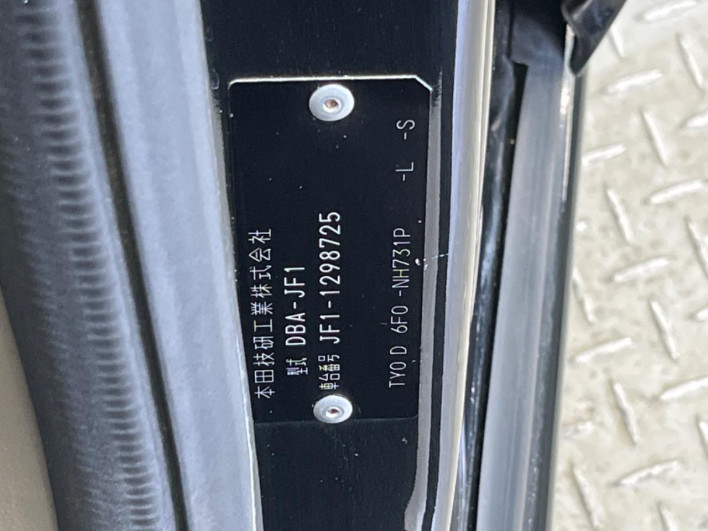 本田技研工業株式会社
型式 DBA-JF1
車台番号 JF1-1298725
TY0 D 6F0 -NH731P -L -S